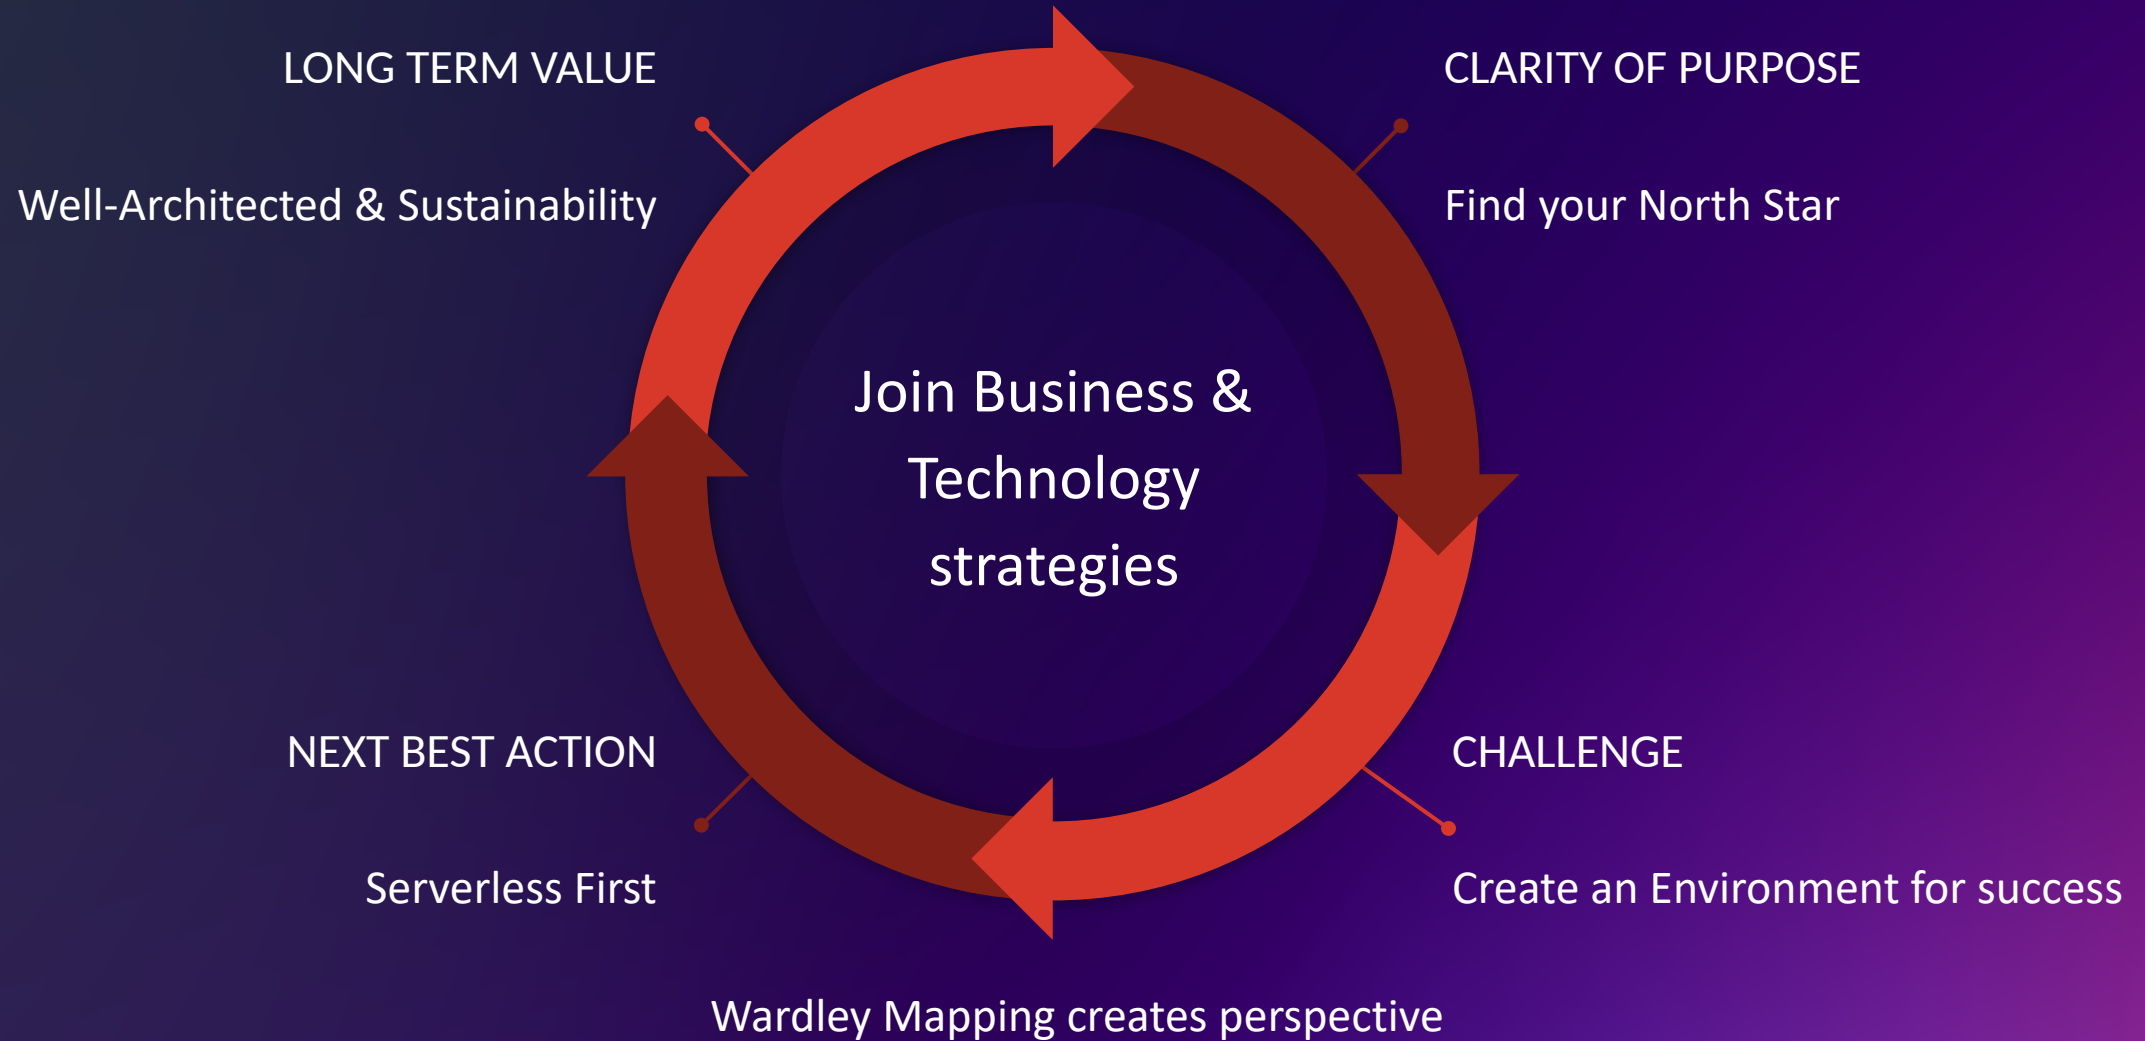 LONG TERM VALUE
Well-Architected & Sustainability
CLARITY OF PURPOSE
Find your North Star
Join Business &
Technology
strategies
NEXT BEST ACTION
Serverless First
CHALLENGE
Create an Environment for success
Wardley Mapping creates perspective